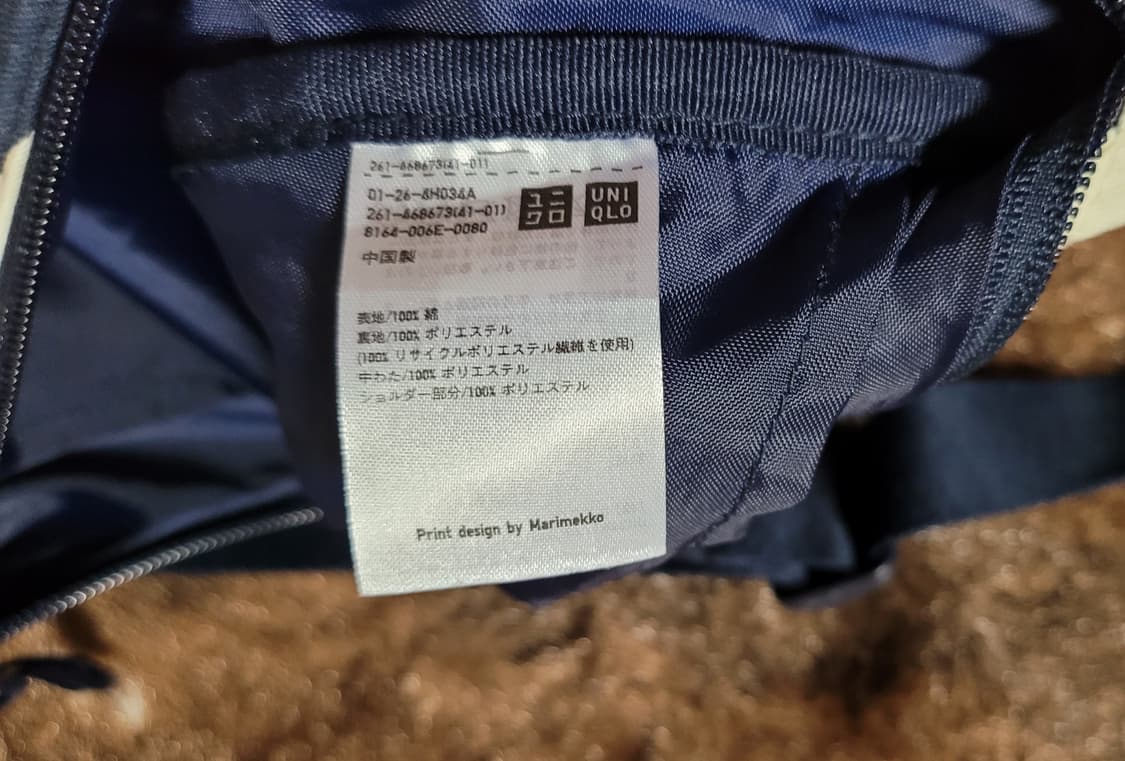 261-468673(41-01)
01-26-4H034A
261-468673(41-01)
8164-006E-0080
ユニクロ
UNIQLO
中国製
表地/100% 綿
裏地/100% ポリエステル
(100% リサイクルポリエステル繊維を使用)
中わた/100% ポリエステル
ショルダー部分/100% ポリエステル
Print design by Marimekko